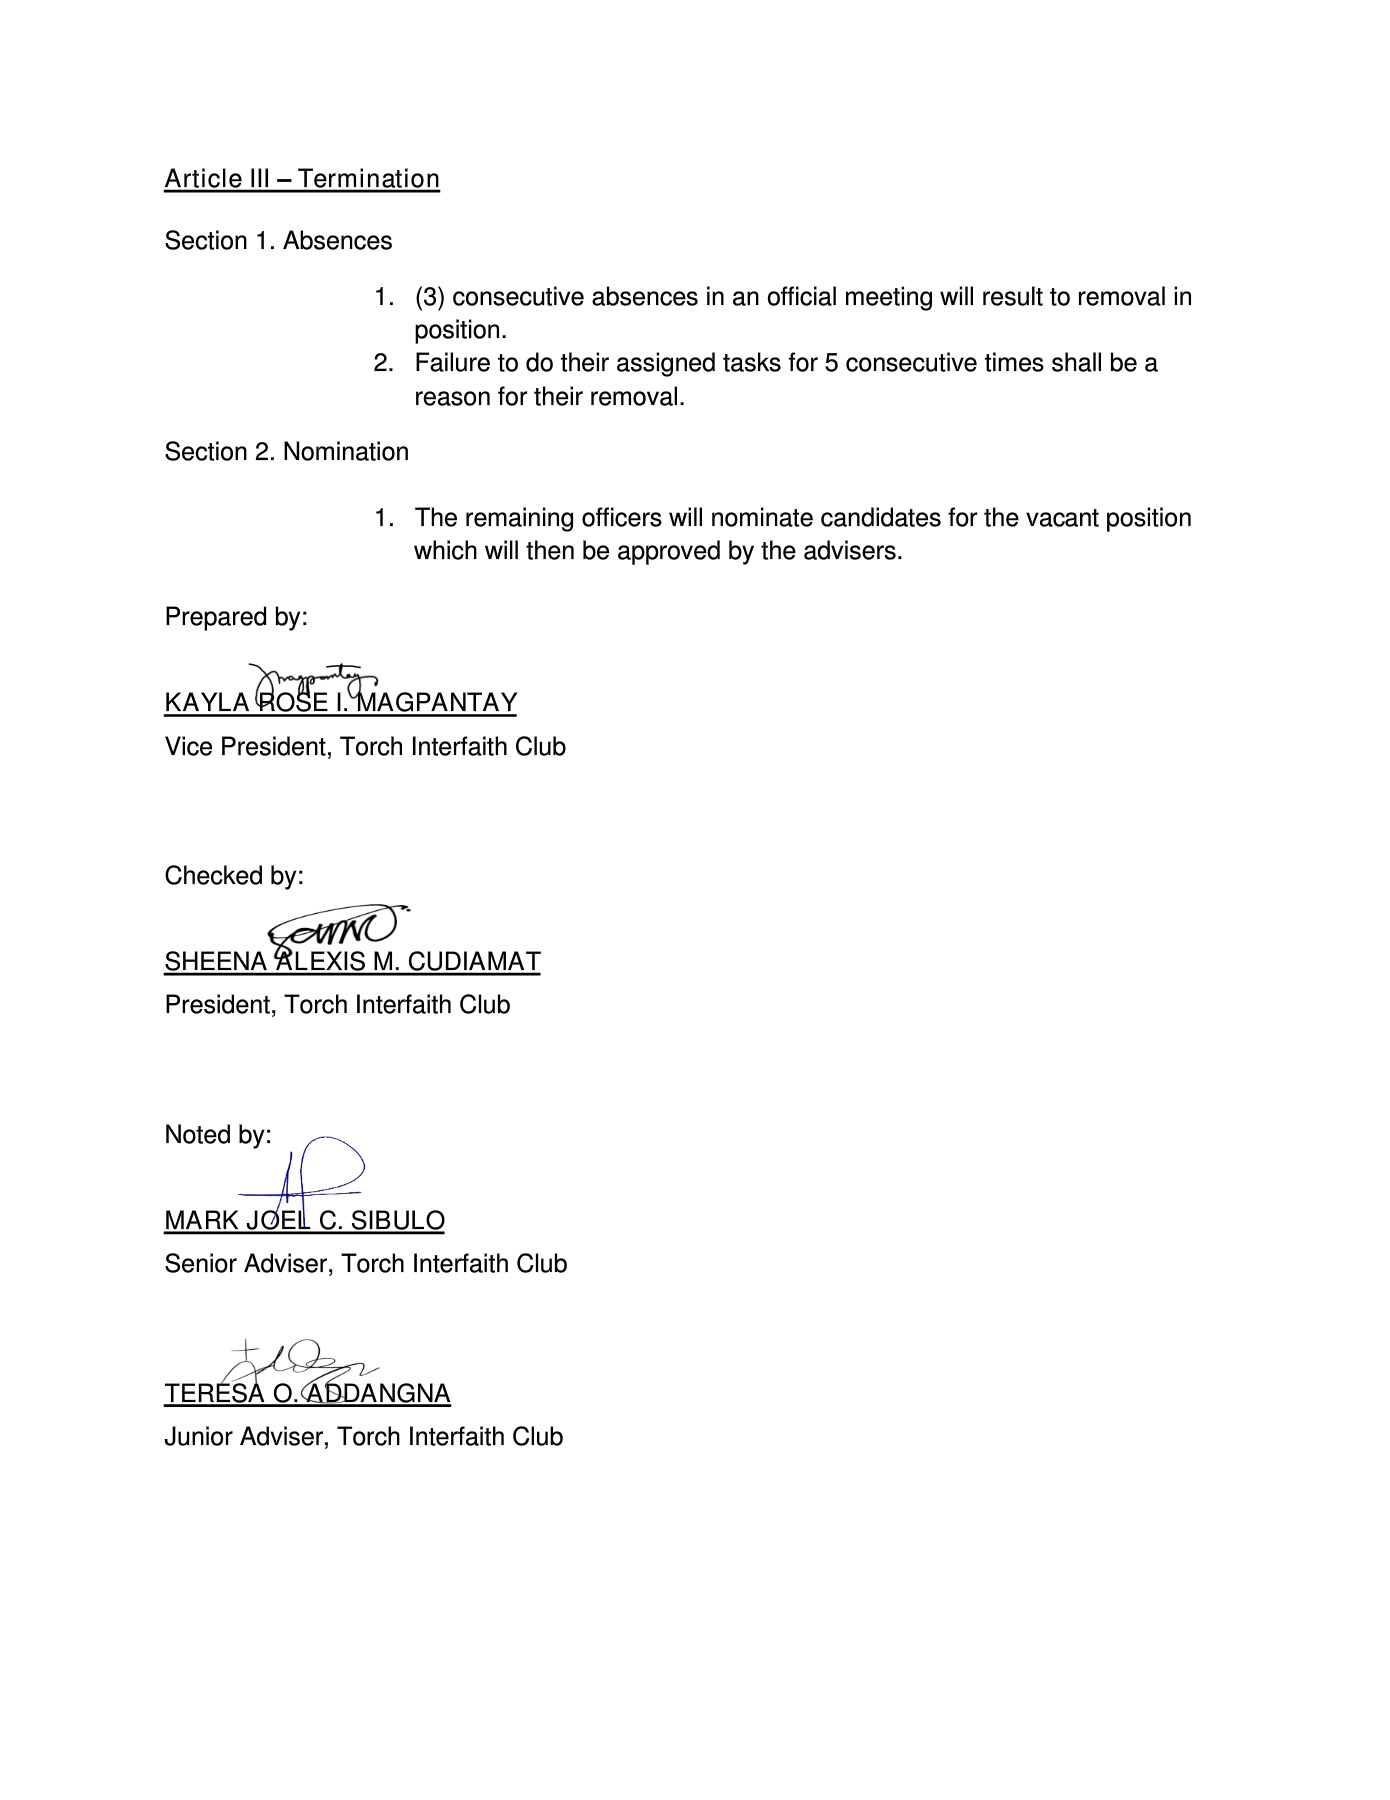 Article III – Termination
Section 1. Absences
1. (3) consecutive absences in an official meeting will result to removal in
position.
2. Failure to do their assigned tasks for 5 consecutive times shall be a
reason for their removal.
Section 2. Nomination
1. The remaining officers will nominate candidates for the vacant position
which will then be approved by the advisers.
Prepared by:
magpantay
KAYLA ROSE I. MAGPANTAY
Vice President, Torch Interfaith Club
Checked by:
SHEENA ALEXIS M. CUDIAMAT
President, Torch Interfaith Club
Noted by:
MARK JOEL C. SIBULO
Senior Adviser, Torch Interfaith Club
TERESA O. ADDANGNA
Junior Adviser, Torch Interfaith Club